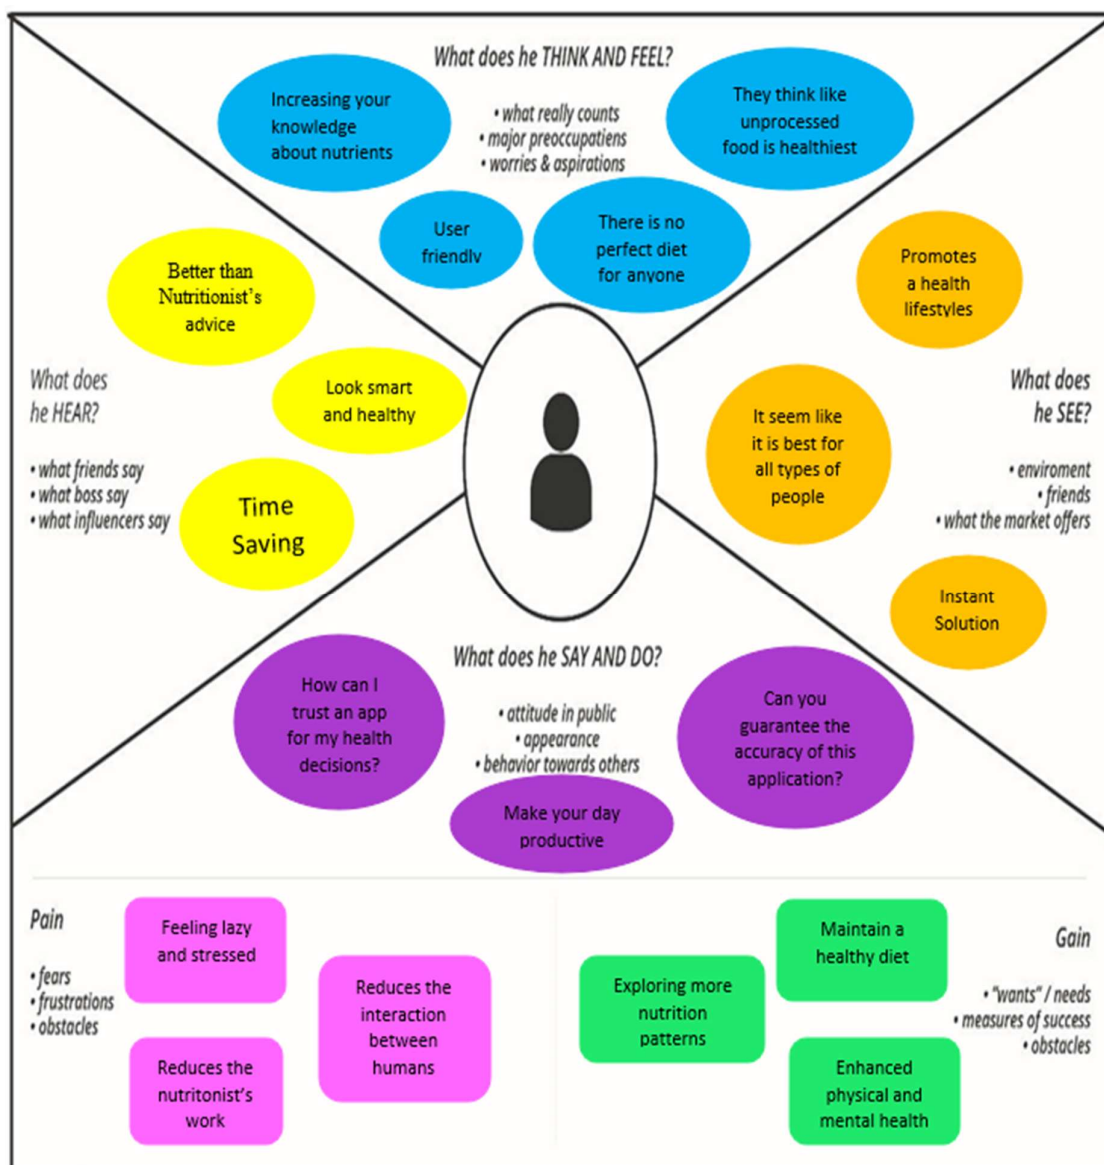 What does he THINK AND FEEL?
• what really counts
• major preoccupatiens
• worries & aspirations
Increasing your
knowledge
about nutrients
They think like
unprocessed
food is healthiest
User
friendly
There is no
perfect diet
for anyone
What does
he HEAR?
• what friends say
• what boss say
• what influencers say
Better than
Nutritionist's
advice
Look smart
and healthy
Time
Saving
What does
he SEE?
• enviroment
• friends
• what the market offers
Promotes
a health
lifestyles
It seem like
it is best for
all types of
people
Instant
Solution
What does he SAY AND DO?
• attitude in public
• appearance
• behavior towards others
How can I
trust an app
for my health
decisions?
Can you
guarantee the
accuracy of this
application?
Make your day
productive
Pain
• fears
• frustrations
• obstacles
Feeling lazy
and stressed
Reduces the
interaction
between
humans
Reduces the
nutritonist's
work
Gain
• "wants" / needs
• measures of success
• obstacles
Maintain a
healthy diet
Exploring more
nutrition
patterns
Enhanced
physical and
mental health